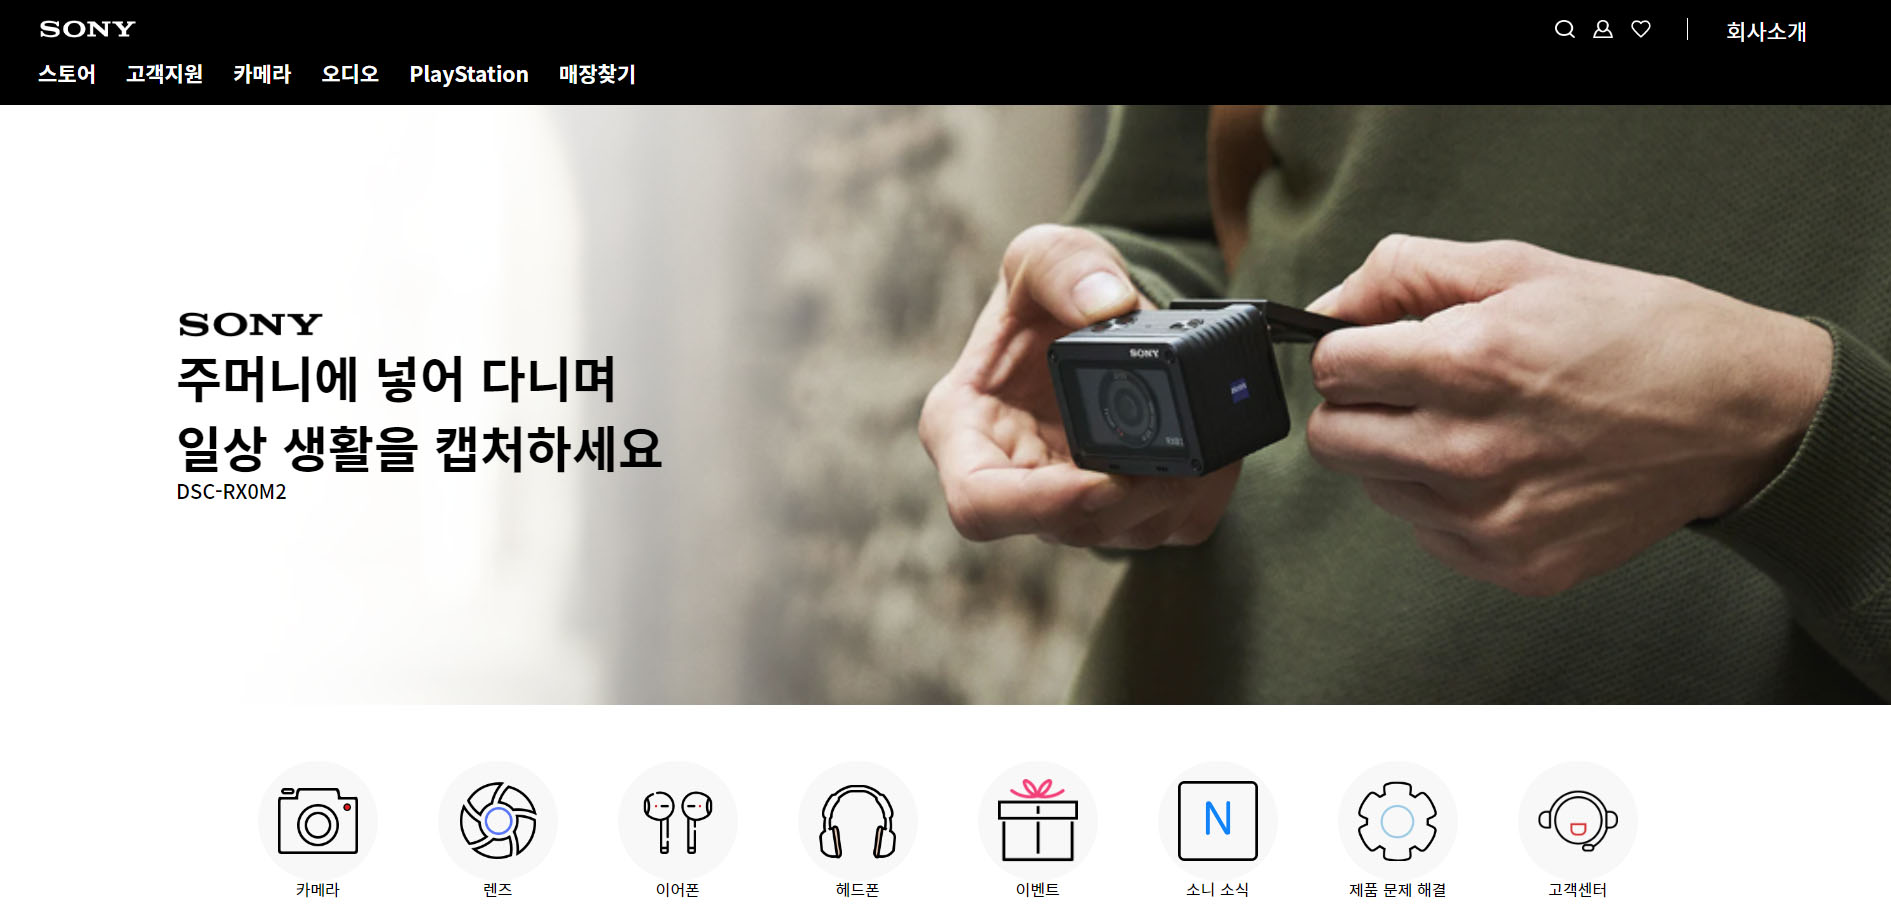 SONY
회사소개
스토어 고객지원 카메라 오디오 PlayStation 매장찾기
SONY
주머니에 넣어 다니며
일상 생활을 캡처하세요
DSC-RX0M2
SONY
N
카메라 렌즈 이어폰 헤드폰 이벤트 소니 소식 제품 문제 해결 고객센터